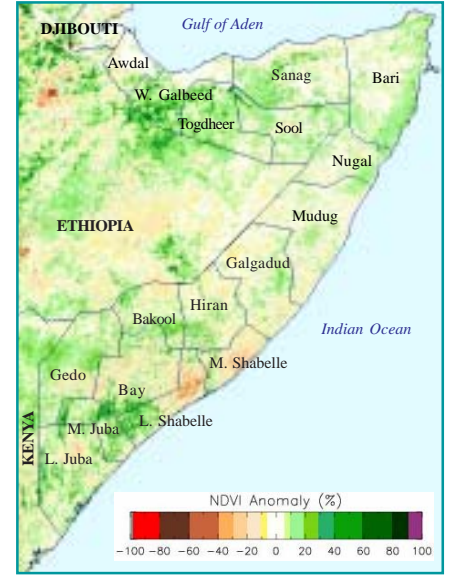 Gulf of Aden
DJIBOUTI
Awdal
Sanag
Bari
W. Galbeed
Togdheer
Sool
Nugal
Mudug
ETHIOPIA
Galgadud
Hiran
Bakool
Indian Ocean
M. Shabelle
Gedo
Bay
L. Shabelle
M. Juba
KENYA
L. Juba
NDVI Anomaly (%)
-100 -80 -60 -40 -20 0 20 40 60 80 100